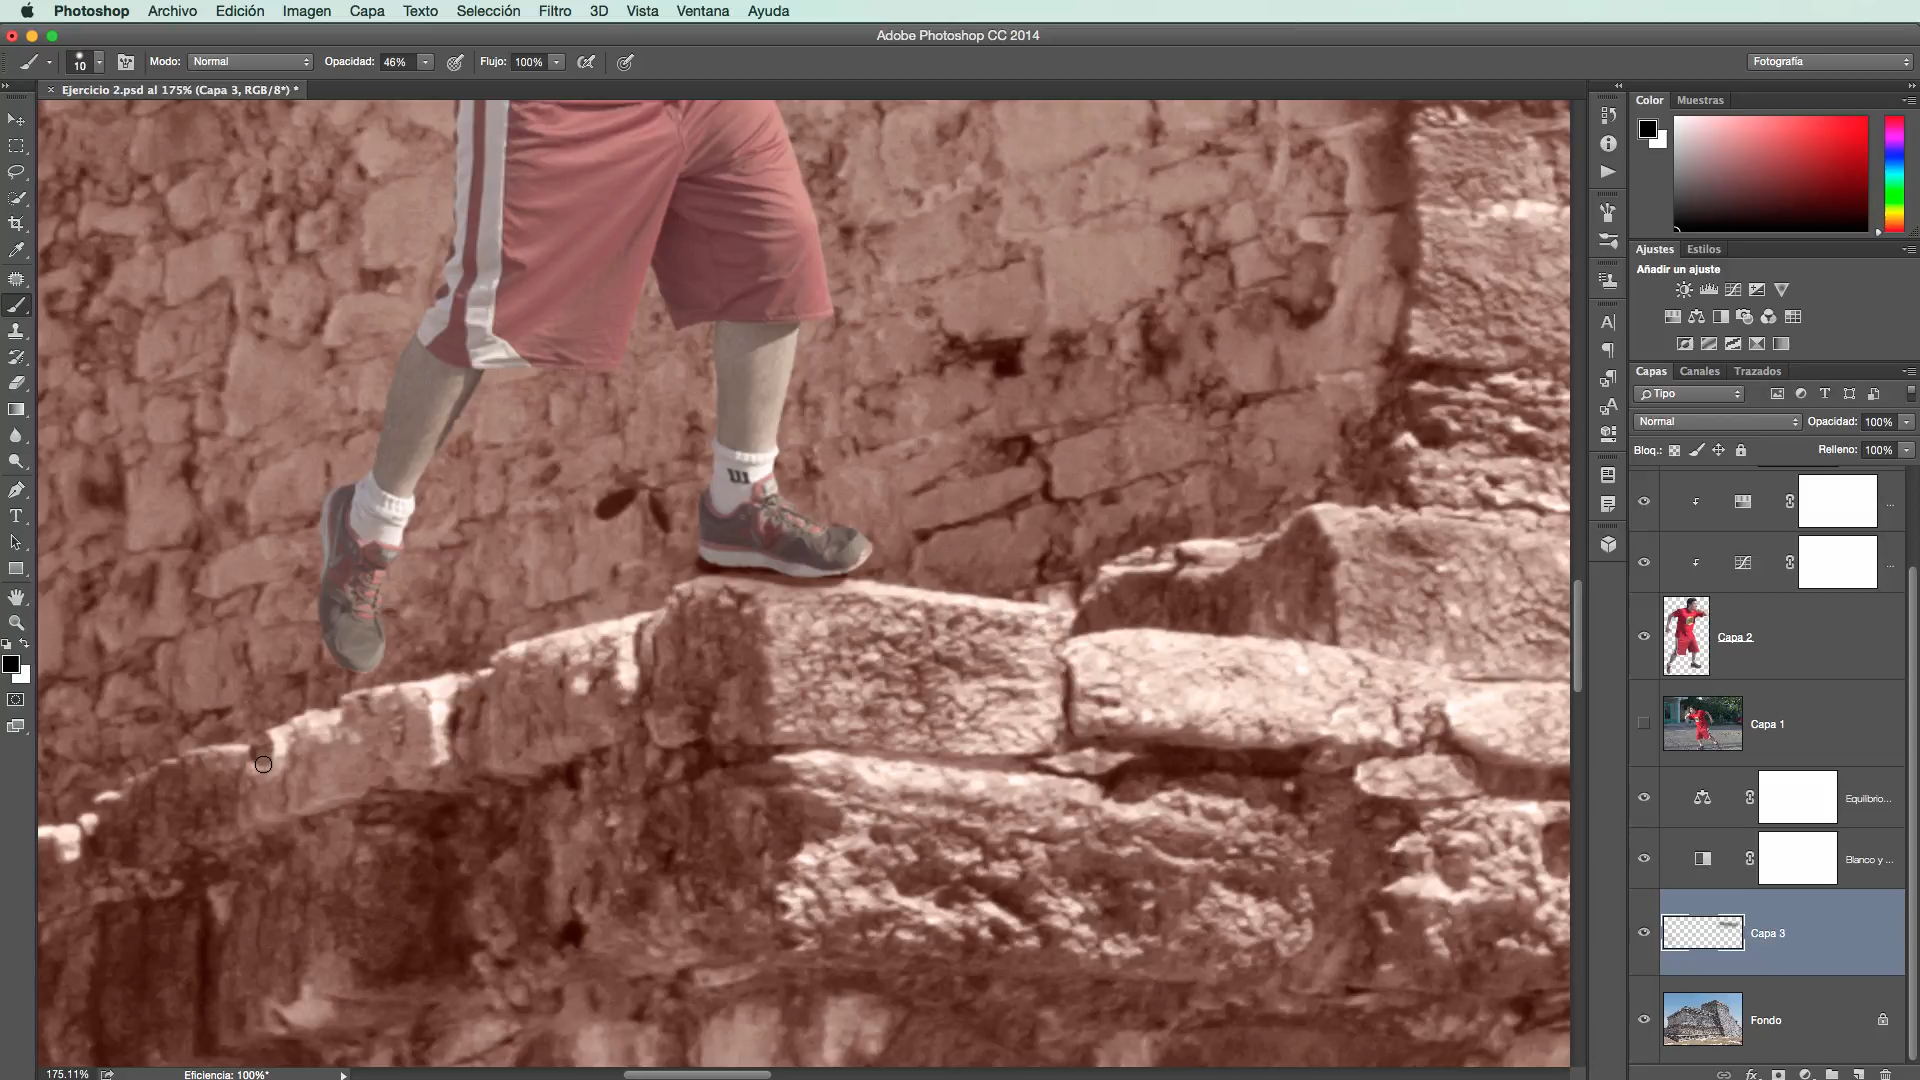 Photoshop Archivo Edición Imagen Capa Texto Selección Filtro 3D Vista Ventana Ayuda
Adobe Photoshop CC 2014
10 Modo: Normal Opacidad: 46% Flujo: 100% Fotografía
× Ejercicio 2.psd al 175% (Capa 3, RGB/8*) *
Color Muestras
Ajustes Estilos
Añadir un ajuste
Capas Canales Trazados
Tipo
Normal Opacidad: 100%
Bloq.: Relleno: 100%
...
...
Capa 2
Capa 1
Equilibrio...
Blanco y ...
Capa 3
Fondo
175.11% Eficiencia: 100%*